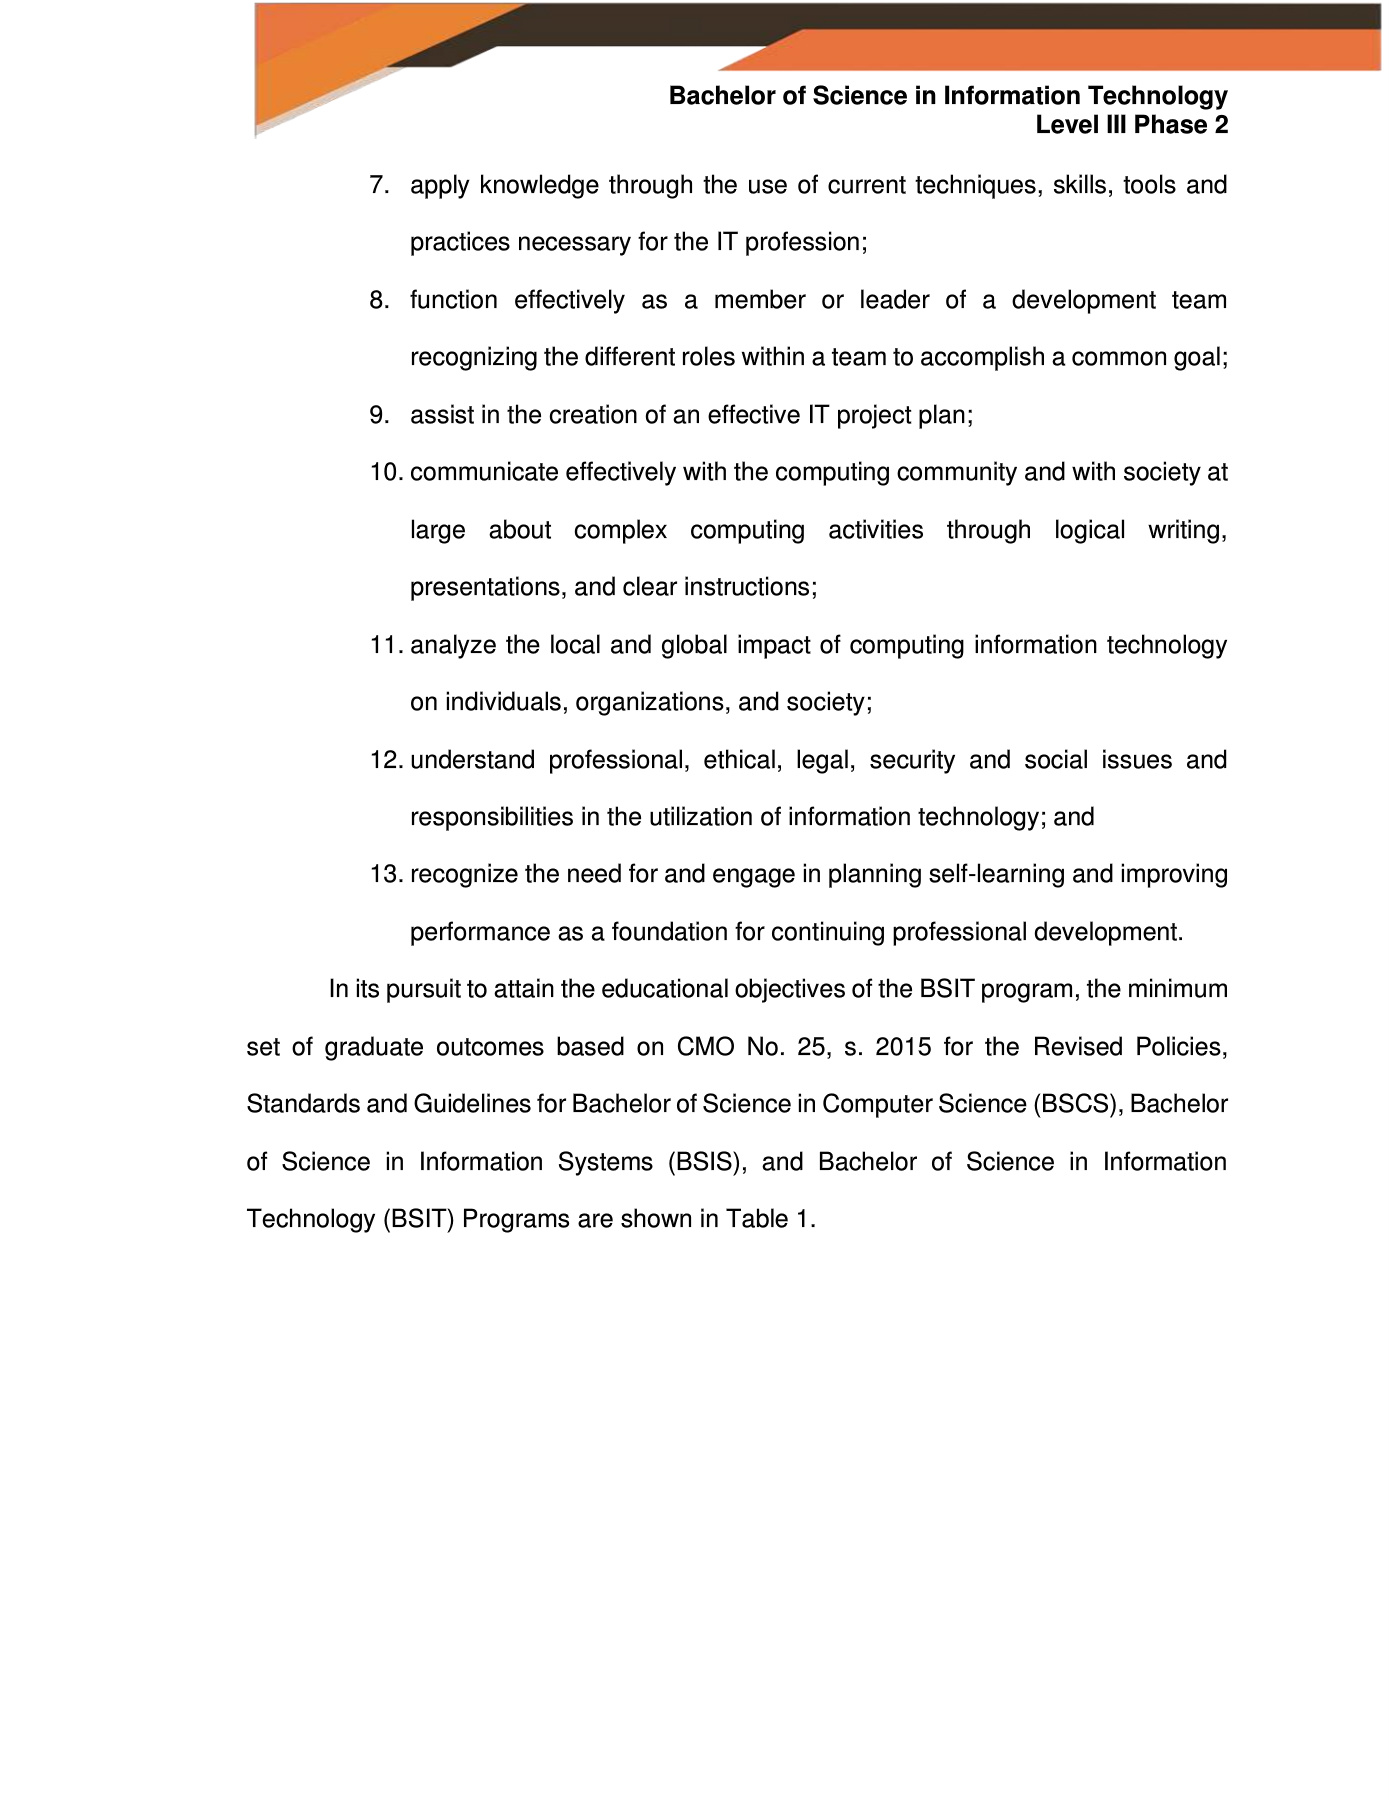 Bachelor of Science in Information Technology
Level III Phase 2
7. apply knowledge through the use of current techniques, skills, tools and
practices necessary for the IT profession;
8. function effectively as a member or leader of a development team
recognizing the different roles within a team to accomplish a common goal;
9. assist in the creation of an effective IT project plan;
10. communicate effectively with the computing community and with society at
large about complex computing activities through logical writing,
presentations, and clear instructions;
11. analyze the local and global impact of computing information technology
on individuals, organizations, and society;
12. understand professional, ethical, legal, security and social issues and
responsibilities in the utilization of information technology; and
13. recognize the need for and engage in planning self-learning and improving
performance as a foundation for continuing professional development.
In its pursuit to attain the educational objectives of the BSIT program, the minimum
set of graduate outcomes based on CMO No. 25, s. 2015 for the Revised Policies,
Standards and Guidelines for Bachelor of Science in Computer Science (BSCS), Bachelor
of Science in Information Systems (BSIS), and Bachelor of Science in Information
Technology (BSIT) Programs are shown in Table 1.